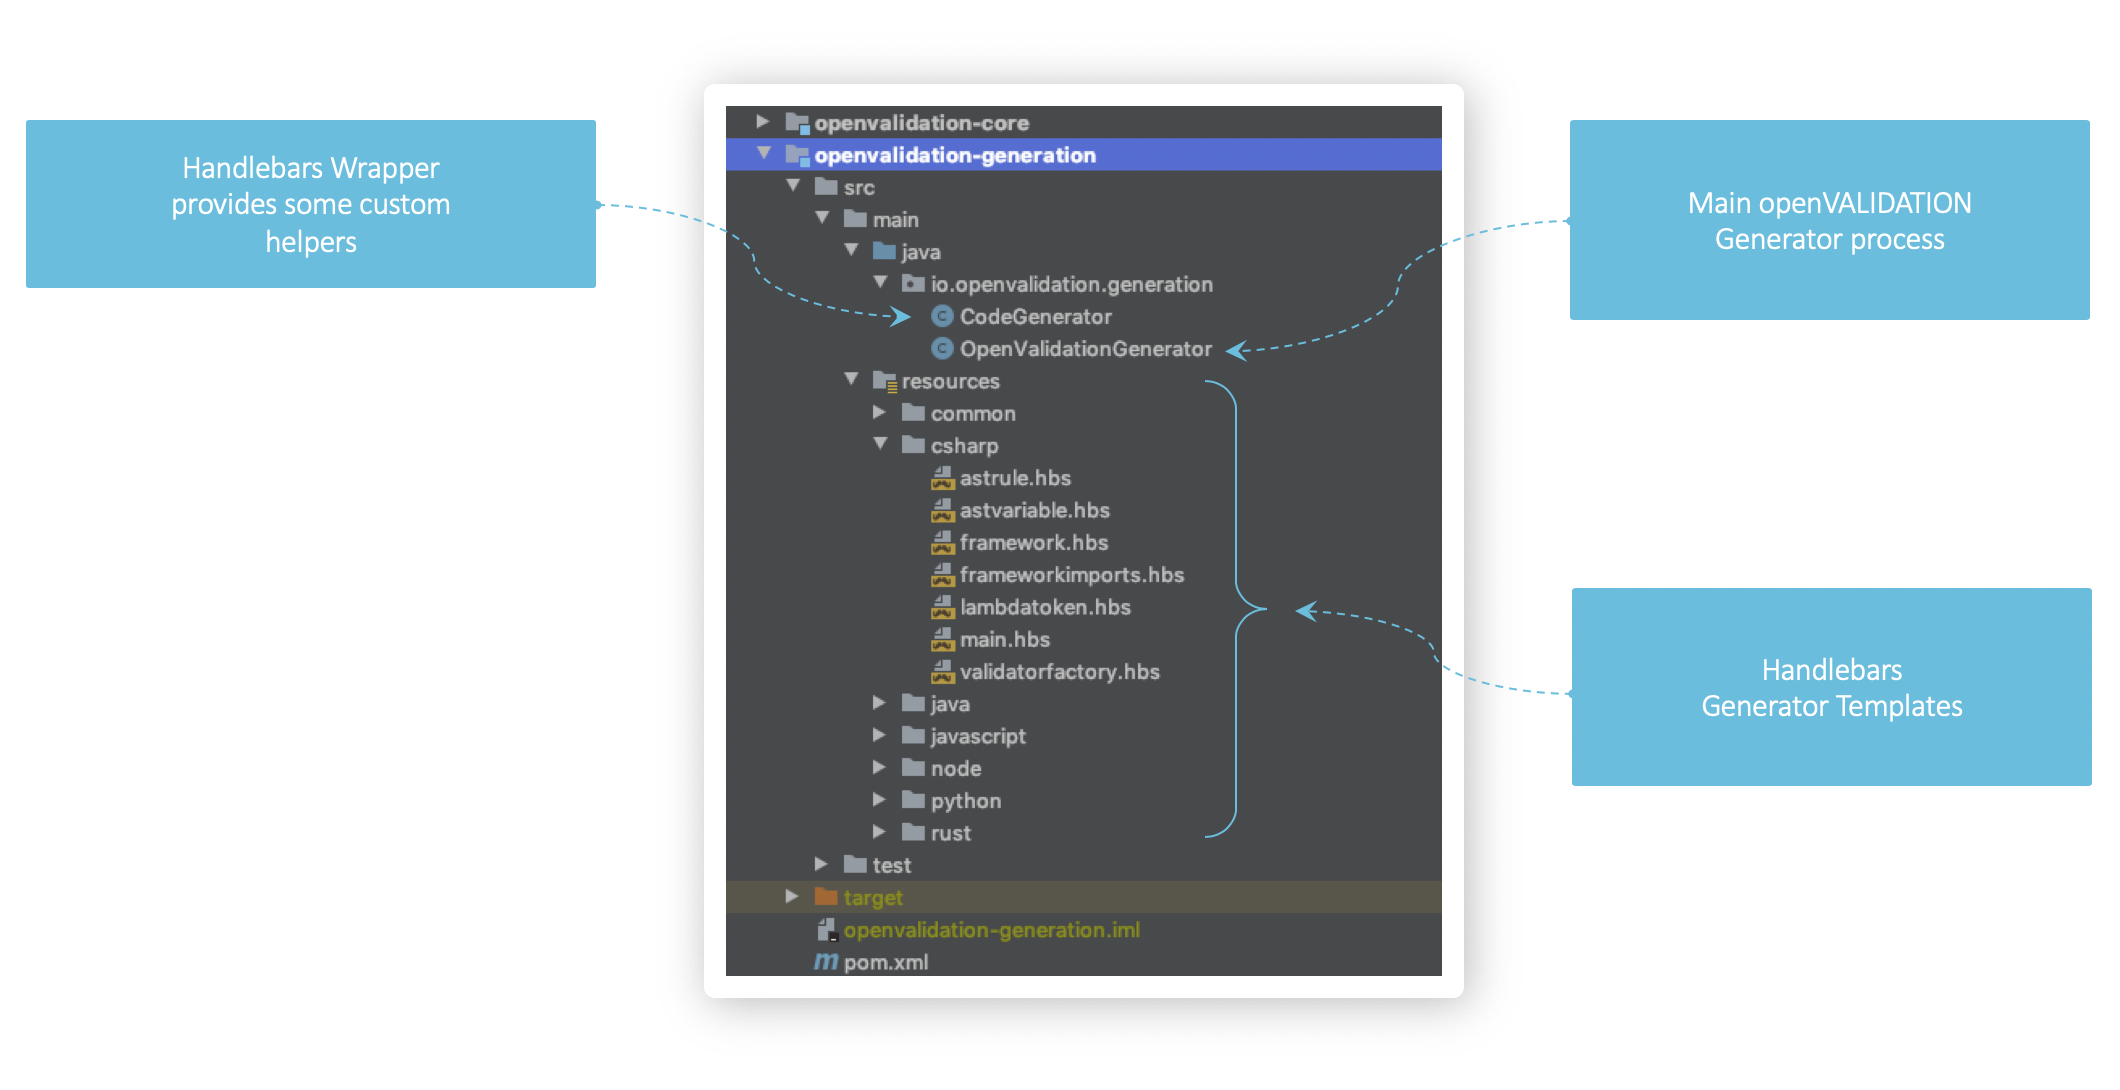 Handlebars Wrapper
provides some custom
helpers
openvalidation-core
openvalidation-generation
src
main
java
io.openvalidation.generation
CodeGenerator
OpenValidationGenerator
resources
common
csharp
astrule.hbs
astvariable.hbs
framework.hbs
frameworkimports.hbs
lambdatoken.hbs
main.hbs
validatorfactory.hbs
java
javascript
node
python
rust
test
target
openvalidation-generation.iml
pom.xml
Main openVALIDATION
Generator process
Handlebars
Generator Templates